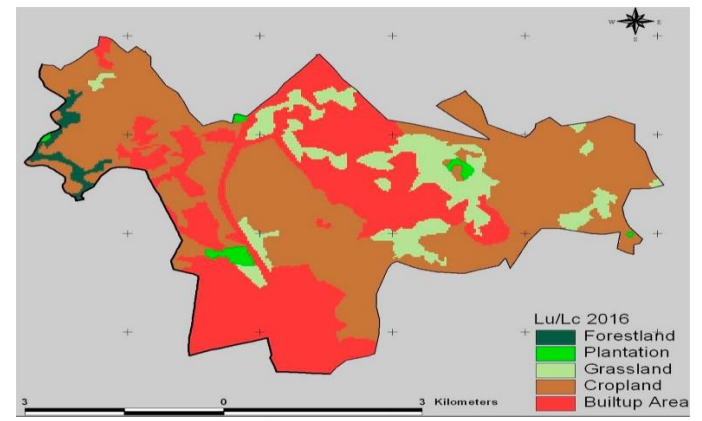 W E
S
Lu/Lc 2016
Forestland
Plantation
Grassland
Cropland
Builtup Area
3 0 3 Kilometers